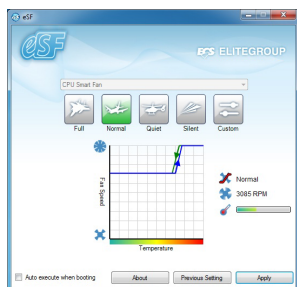 eSF
eSF
ECS ELITEGROUP
CPU Smart Fan
Full
Normal
Quiet
Silent
Custom
Fan Speed
Normal
3085 RPM
Temperature
Auto execute when booting
About
Previous Setting
Apply